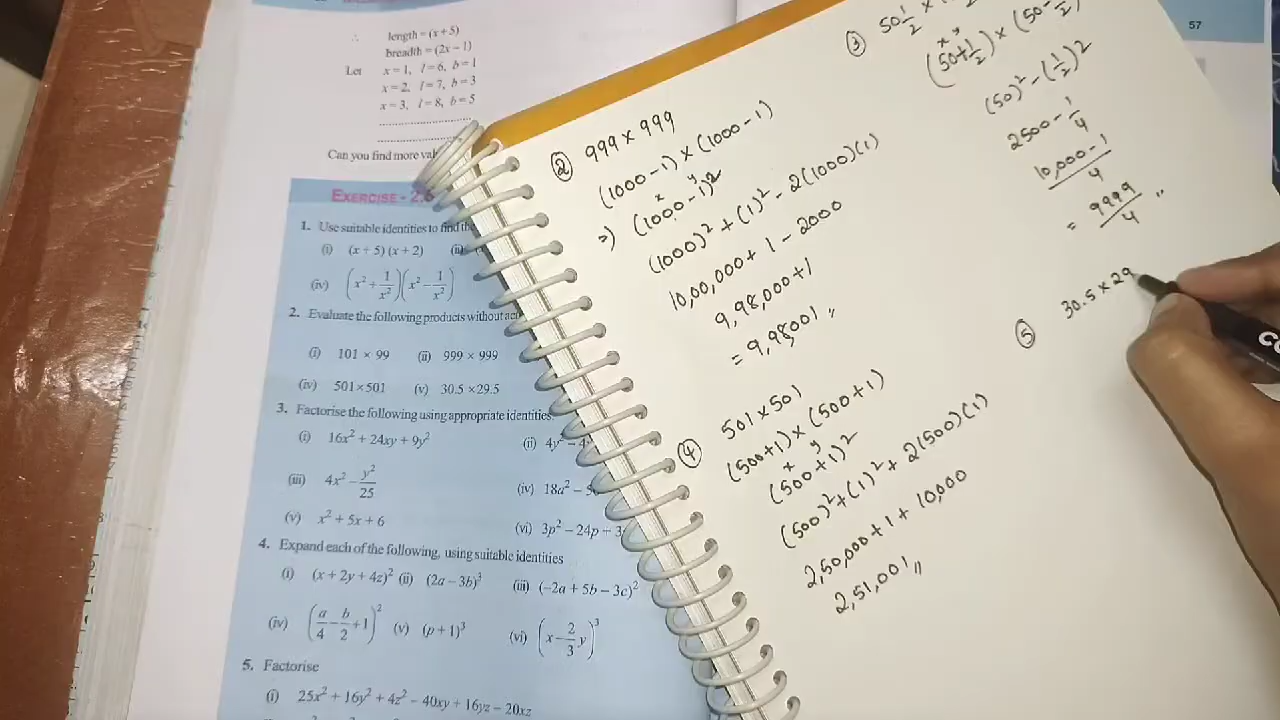 ∴ length = (x + 5)
breadth = (2x – 1)
Let x = 1, l = 6, b = 1
x = 2, l = 7, b = 3
x = 3, l = 8, b = 5
Can you find more
EXERCISE - 2.
1. Use suitable identities to find
(i) (x + 5) (x + 2) (ii)
(iv) (x² + 1/x²)(x² – 1/x²)
2. Evaluate the following products without
(i) 101 × 99 (ii) 999 × 999
(iv) 501×501 (v) 30.5 ×29.5
3. Factorise the following using appropriate identities
(i) 16x² + 24xy + 9y² (ii) 4y² –
(iii) 4x² – y²/25 (iv) 18a² –
(v) x² + 5x + 6 (vi) 3p² – 24p +
4. Expand each of the following, using suitable identities
(i) (x + 2y + 4z)² (ii) (2a – 3b)³ (iii) (–2a + 5b – 3c)²
(iv) (a/4 – b/2 + 1)² (v) (p + 1)³ (vi) (x – 2/3 y)³
5. Factorise
(i) 25x² + 16y² + 4z² – 40xy + 16yz – 20xz
57
② 999 × 999
(1000 – 1) × (1000 – 1)
x y
⇒ (1000 – 1)²
(1000)² + (1)² – 2(1000)(1)
10,00,000 + 1 – 2000
9,98,000 + 1
= 9,98,001 〃
④ 501 × 501
(500+1) × (500+1)
x y
(500+1)²
(500)² + (1)² + 2(500)(1)
2,50,000 + 1 + 10,000
2,51,001 〃
③ 50 1/2 ×
x y
(50+1/2) × (50–1/2)
(50)² – (1/2)²
2500 – 1/4
10,000 – 1/4
= 9999/4 〃
⑤ 30.5 × 29